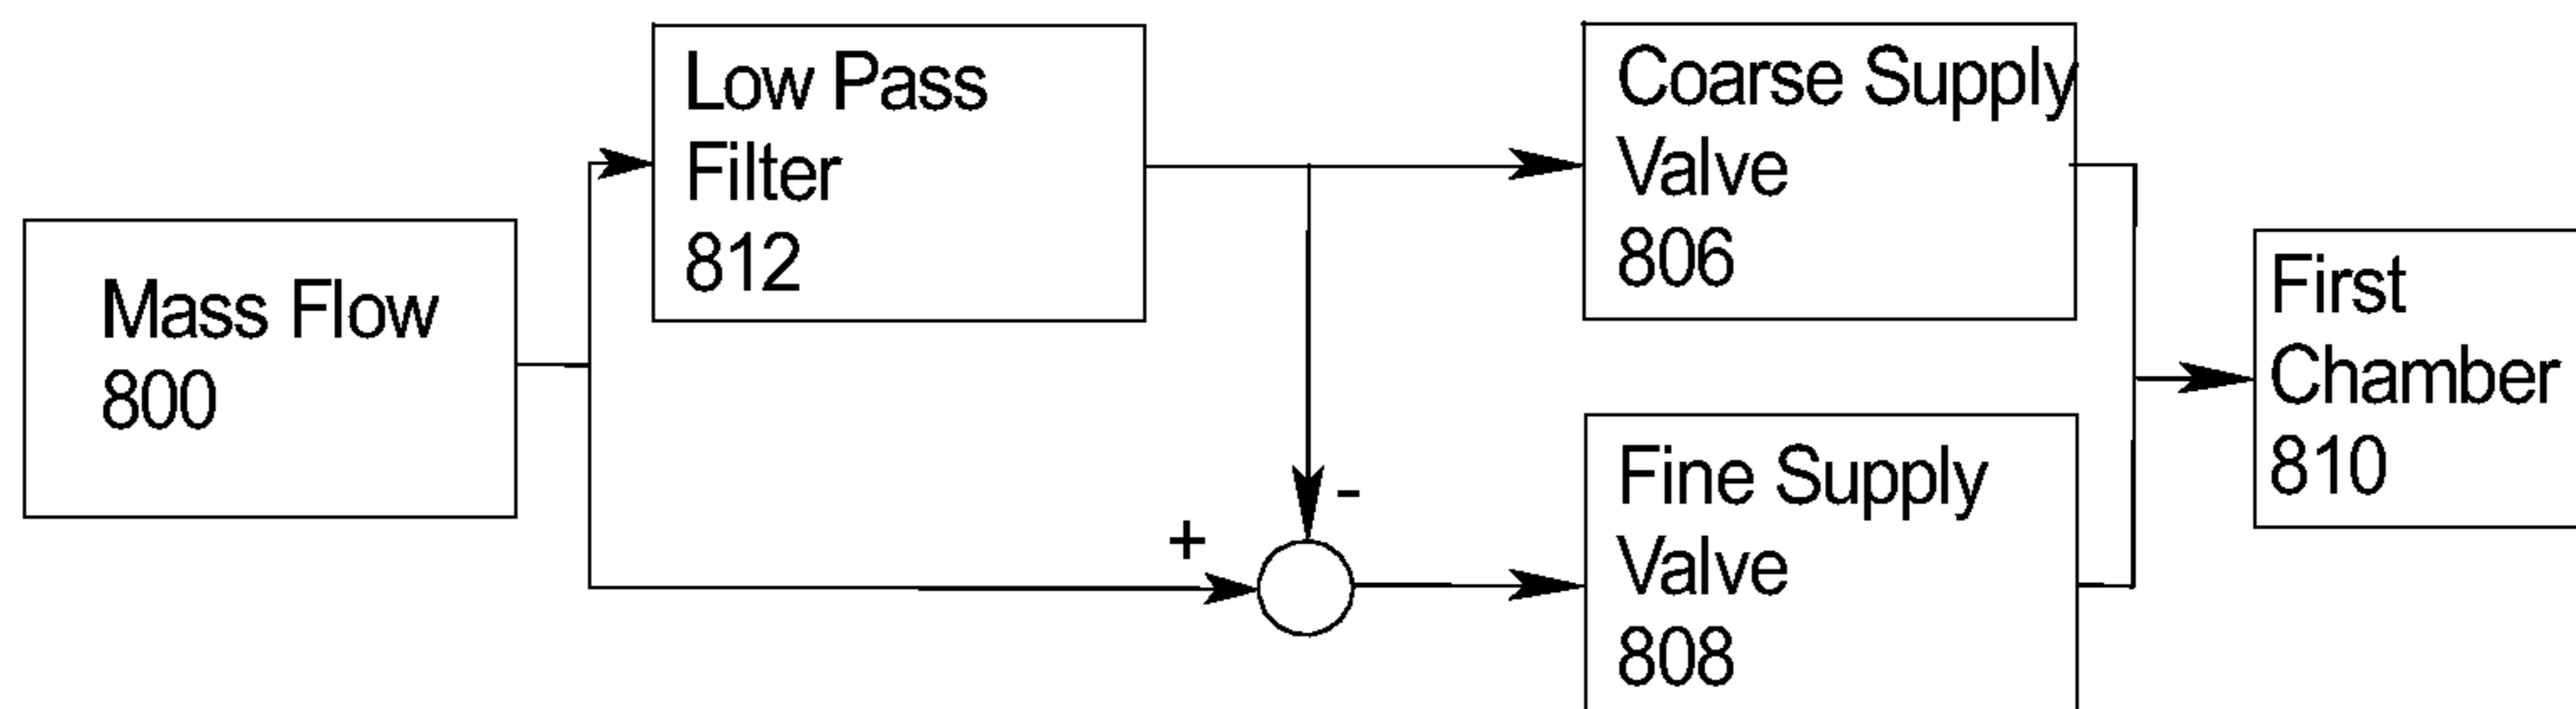 Low Pass
Filter
812
Coarse Supply
Valve
806
Mass Flow
800
First
Chamber
810
-
+
Fine Supply
Valve
808